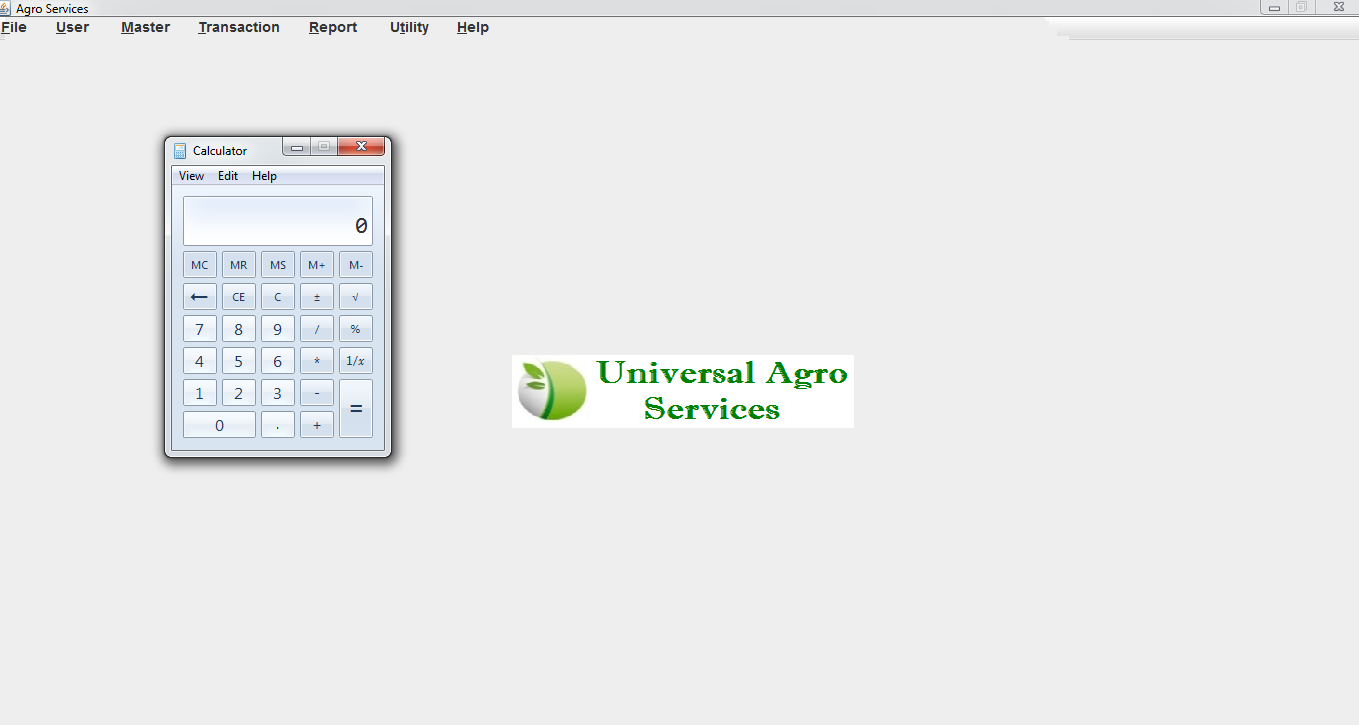 Agro Services
File User Master Transaction Report Utility Help
Calculator
View Edit Help
0
MC MR MS M+ M-
← CE C ± √
7 8 9 / %
4 5 6 * 1/x
1 2 3 - =
0 . +
Universal Agro
Services